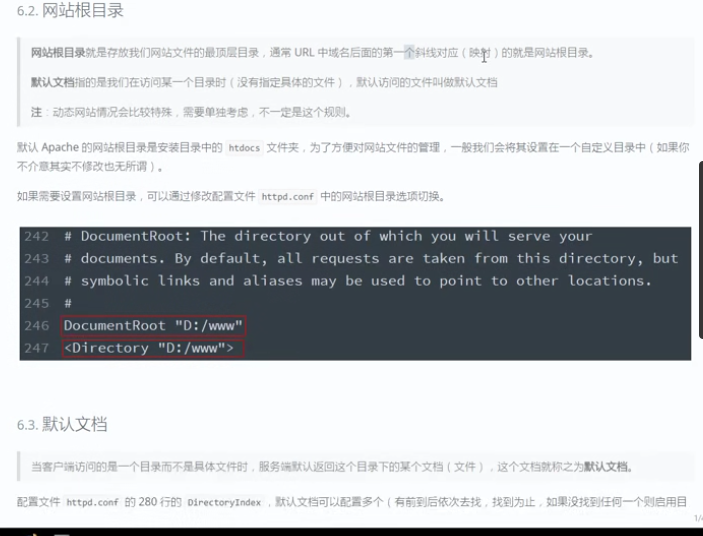 6.2. 网站根目录
网站根目录就是存放我们网站文件的最顶层目录，通常 URL 中域名后面的第一个斜线对应（映射）的就是网站根目录。
默认文档指的是我们在访问某一个目录时（没有指定具体的文件），默认访问的文件叫做默认文档
注：动态网站情况会比较特殊，需要单独考虑，不一定是这个规则。
默认 Apache 的网站根目录是安装目录中的 htdocs 文件夹，为了方便对网站文件的管理，一般我们会将其设置在一个自定义目录中（如果你
不介意其实不修改也无所谓）。
如果需要设置网站根目录，可以通过修改配置文件 httpd.conf 中的网站根目录选项切换。
242 # DocumentRoot: The directory out of which you will serve your
243 # documents. By default, all requests are taken from this directory, but
244 # symbolic links and aliases may be used to point to other locations.
245 #
246 DocumentRoot "D:/www"
247 <Directory "D:/www">
6.3. 默认文档
当客户端访问的是一个目录而不是具体文件时，服务端默认返回这个目录下的某个文档（文件），这个文档就称之为默认文档。
配置文件 httpd.conf 的 280 行的 DirectoryIndex ，默认文档可以配置多个（有前到后依次去找，找到为止，如果没找到任何一个则启用目